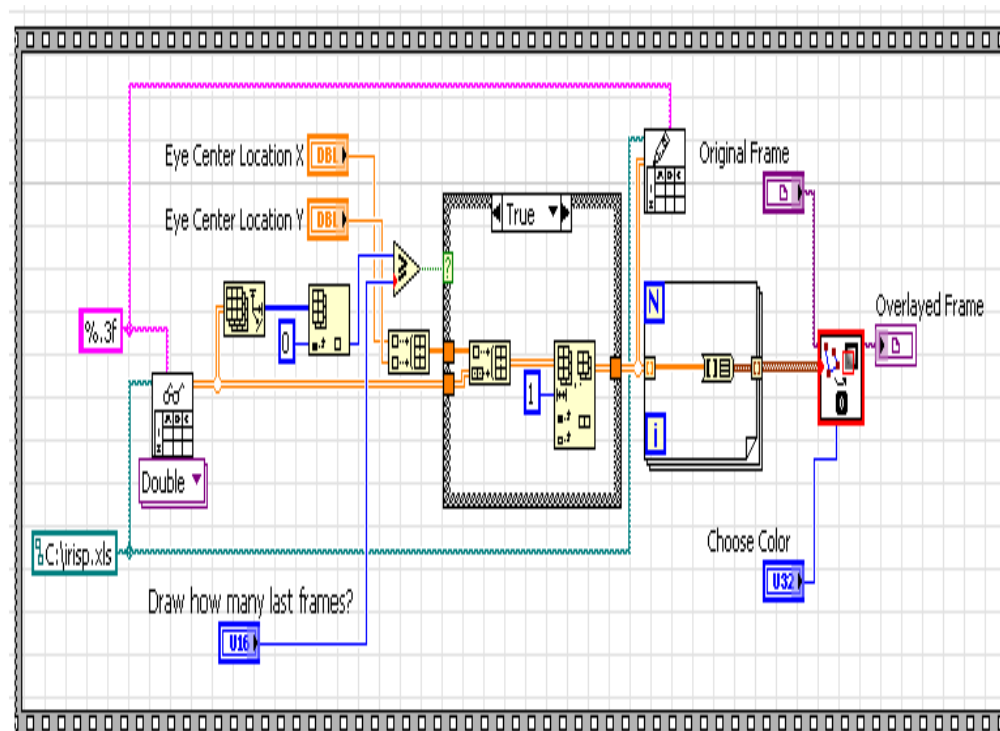 Eye Center Location X
DBL
Original Frame
True
Eye Center Location Y
DBL
?
N
Overlayed Frame
%.3f
0
1
i
Double
C:\irisp.xls
Choose Color
U32
Draw how many last frames?
U16